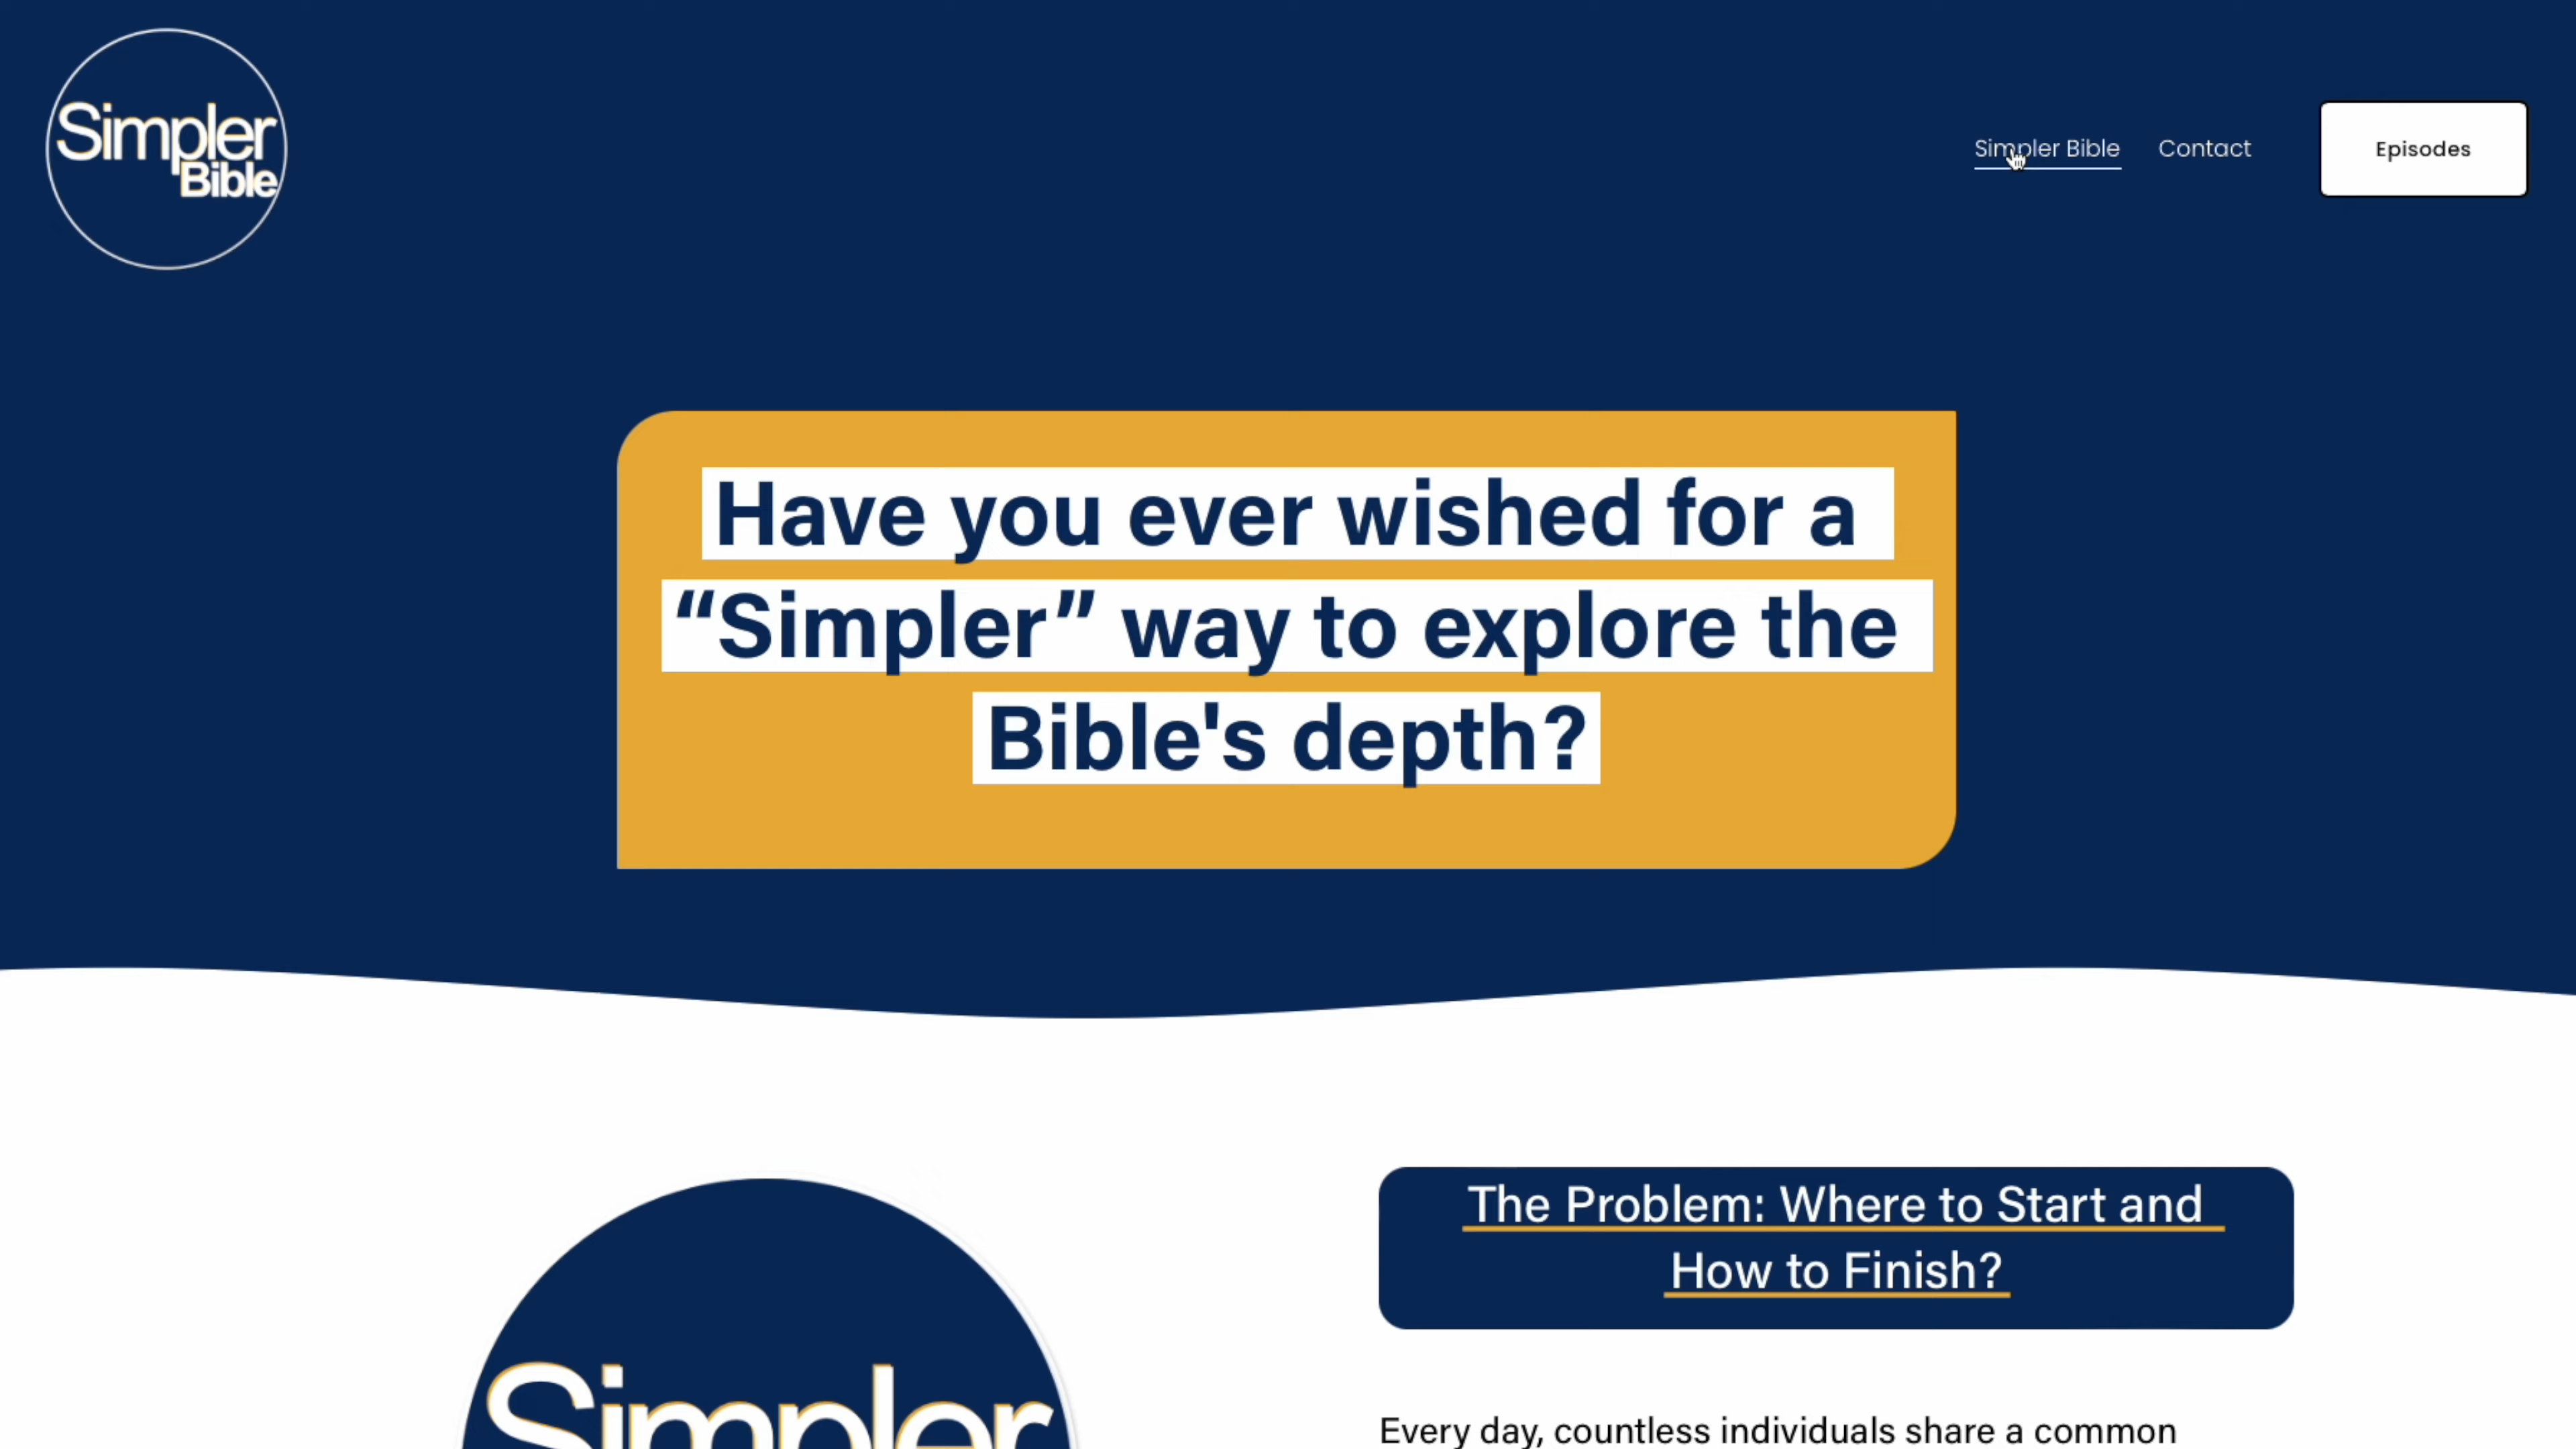 Simpler
Bible
Simpler Bible
Contact
Episodes
Have you ever wished for a
“Simpler” way to explore the
Bible's depth?
The Problem: Where to Start and
How to Finish?
Simpler
Every day, countless individuals share a common